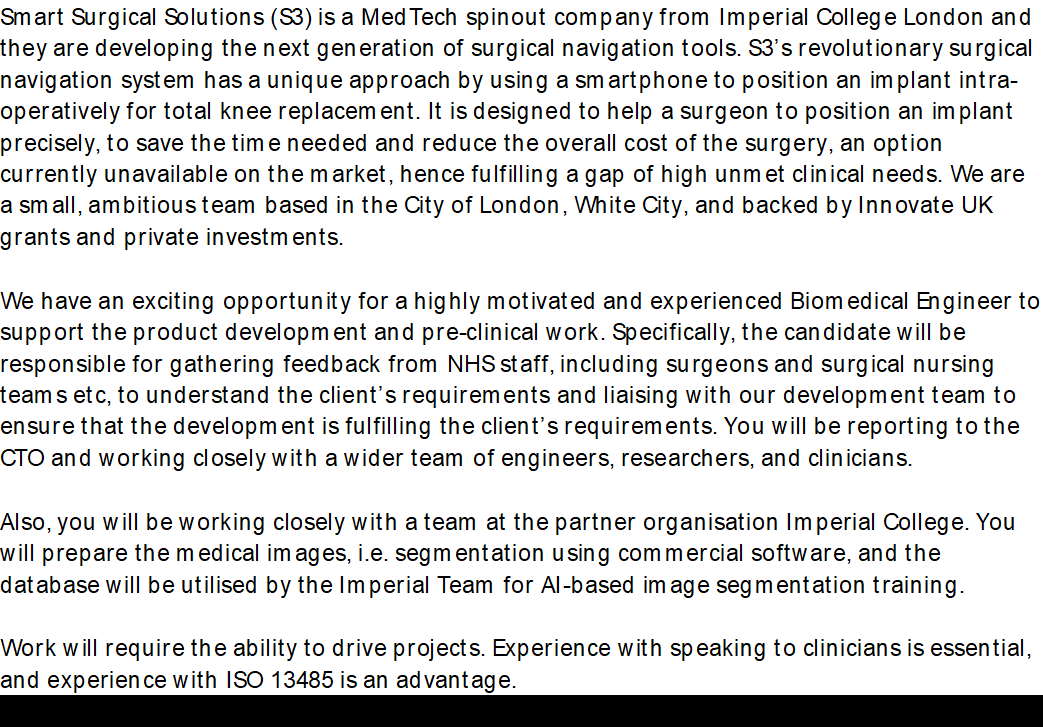 Smart Surgical Solutions (S3) is a MedTech spinout company from Imperial College London and
they are developing the next generation of surgical navigation tools. S3's revolutionary surgical
navigation system has a unique approach by using a smartphone to position an implant intra-
operatively for total knee replacement. It is designed to help a surgeon to position an implant
precisely, to save the time needed and reduce the overall cost of the surgery, an option
currently unavailable on the market, hence fulfilling a gap of high unmet clinical needs. We are
a small, ambitious team based in the City of London, White City, and backed by Innovate UK
grants and private investments.

We have an exciting opportunity for a highly motivated and experienced Biomedical Engineer to
support the product development and pre-clinical work. Specifically, the candidate will be
responsible for gathering feedback from NHS staff, including surgeons and surgical nursing
teams etc, to understand the client's requirements and liaising with our development team to
ensure that the development is fulfilling the client's requirements. You will be reporting to the
CTO and working closely with a wider team of engineers, researchers, and clinicians.

Also, you will be working closely with a team at the partner organisation Imperial College. You
will prepare the medical images, i.e. segmentation using commercial software, and the
database will be utilised by the Imperial Team for AI-based image segmentation training.

Work will require the ability to drive projects. Experience with speaking to clinicians is essential,
and experience with ISO 13485 is an advantage.